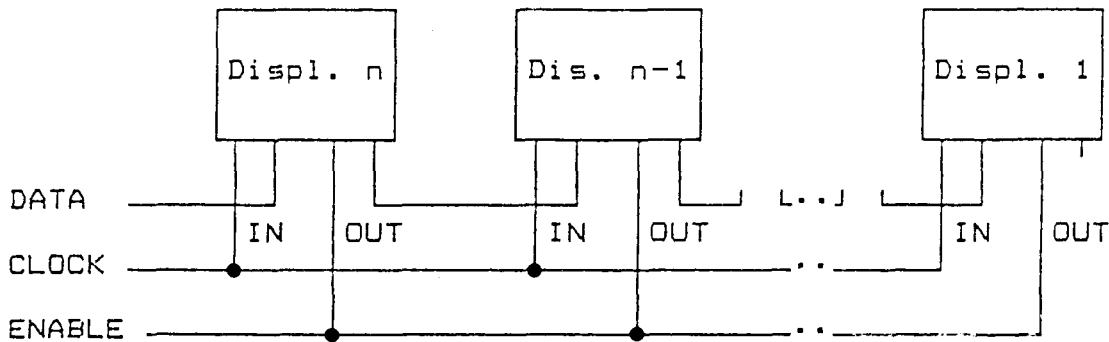 Displ. n Dis. n-1 Displ. 1
DATA
IN OUT IN OUT IN OUT
CLOCK
ENABLE